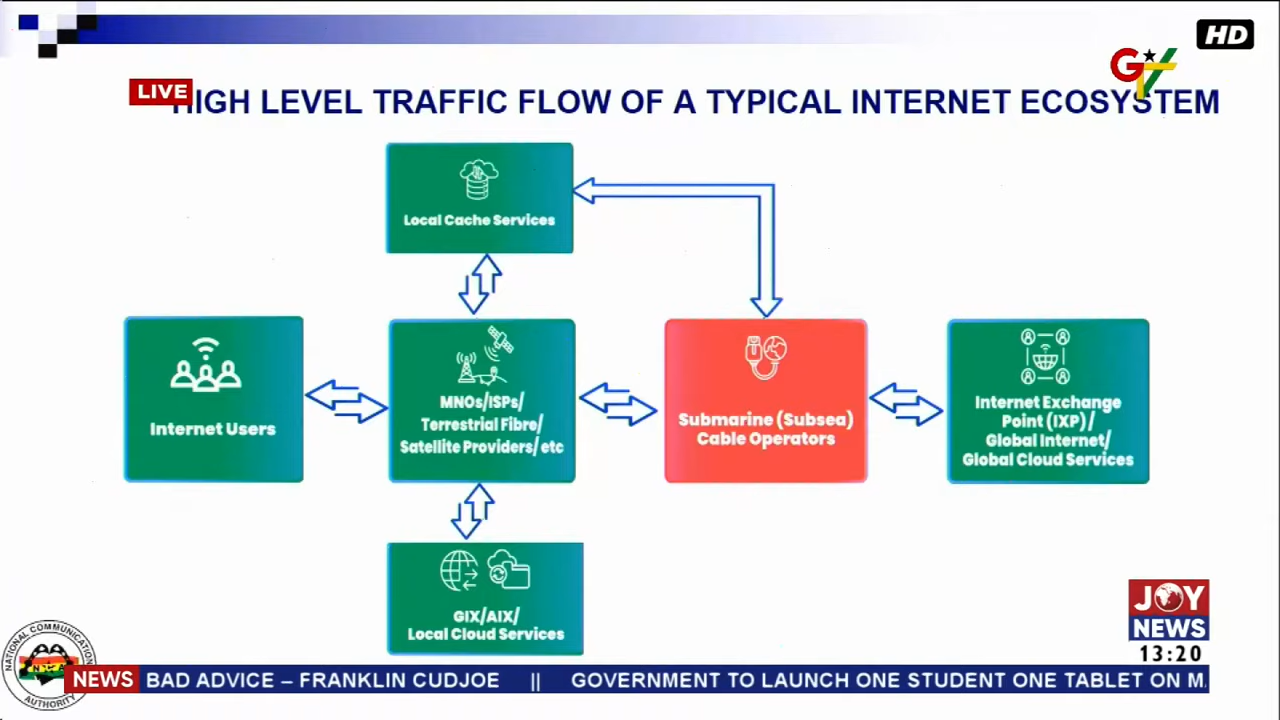 HD
GTV
LIVE
HIGH LEVEL TRAFFIC FLOW OF A TYPICAL INTERNET ECOSYSTEM
Local Cache Services
Internet Users
MNOs/ISPs/
Terrestrial Fibre/
Satellite Providers/ etc
Submarine (Subsea)
Cable Operators
Internet Exchange
Point (IXP)/
Global Internet/
Global Cloud Services
GIX/AIX/
Local Cloud Services
JOY
NEWS
13:20
NATIONAL COMMUNICATION
AUTHORITY
NEWS
BAD ADVICE – FRANKLIN CUDJOE || GOVERNMENT TO LAUNCH ONE STUDENT ONE TABLET ON